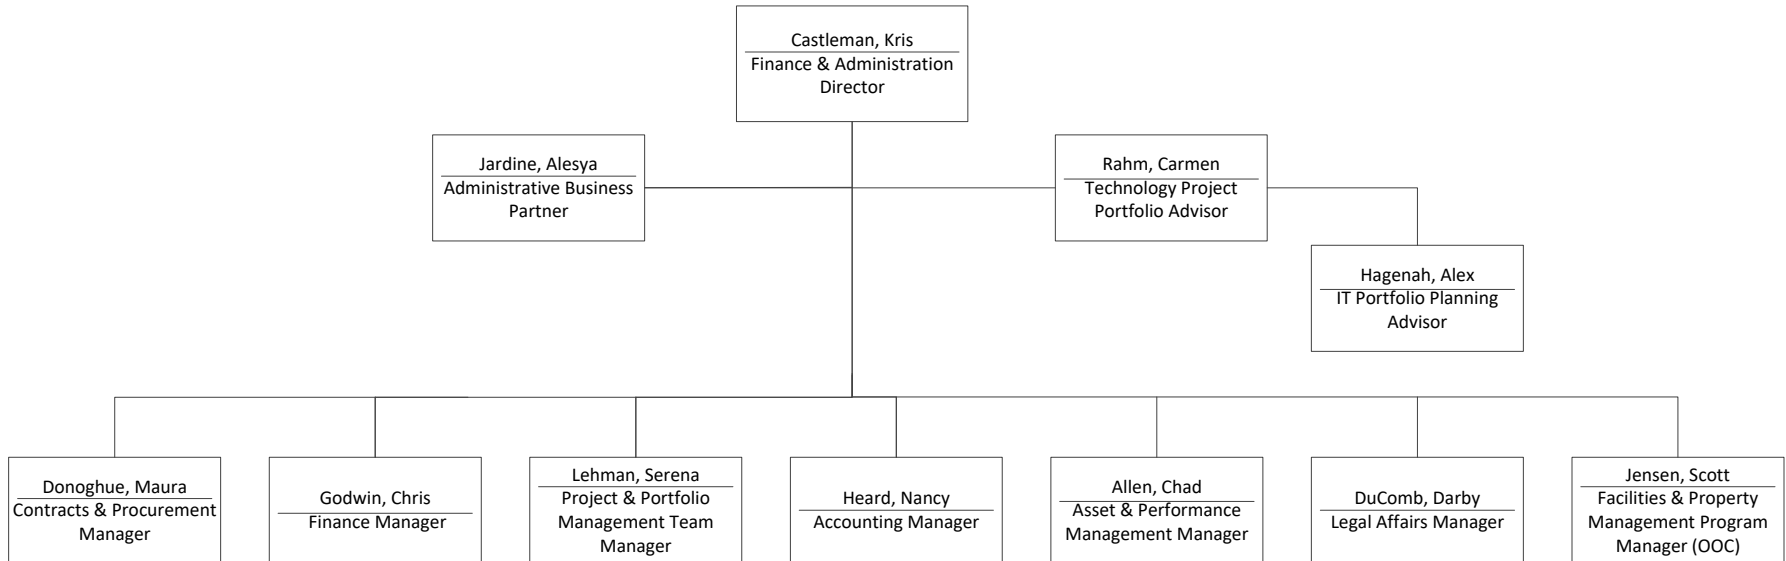 Castleman, Kris
Finance & Administration
Director
Jardine, Alesya
Administrative Business
Partner
Rahm, Carmen
Technology Project
Portfolio Advisor
Hagenah, Alex
IT Portfolio Planning
Advisor
Donoghue, Maura
Contracts & Procurement
Manager
Godwin, Chris
Finance Manager
Lehman, Serena
Project & Portfolio
Management Team
Manager
Heard, Nancy
Accounting Manager
Allen, Chad
Asset & Performance
Management Manager
DuComb, Darby
Legal Affairs Manager
Jensen, Scott
Facilities & Property
Management Program
Manager (OOC)